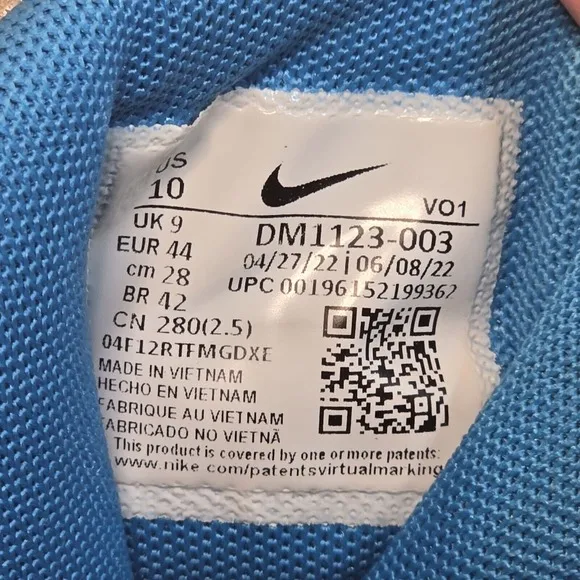 US
10
VO1
UK 9
EUR 44
cm 28
BR 42
CN 280(2.5)
DM1123-003
04/27/22 | 06/08/22
UPC 00196152199362
04F12RTFMGDXE
MADE IN VIETNAM
HECHO EN VIETNAM
FABRIQUE AU VIETNAM
FABRICADO NO VIETNÃ
This product is covered by one or more patents:
www.nike.com/patentsvirtualmarking